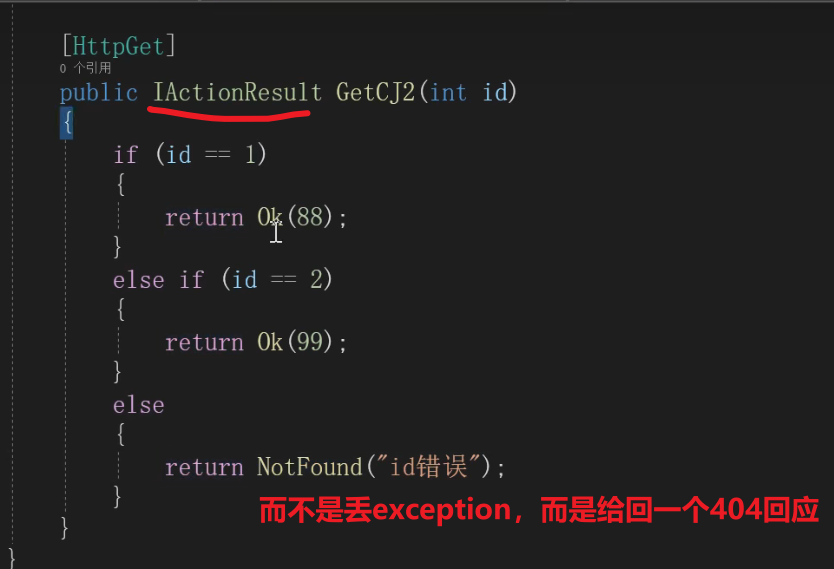 [HttpGet]
0 个引用
public IActionResult GetCJ2(int id)
{
if (id == 1)
{
return Ok(88);
}
else if (id == 2)
{
return Ok(99);
}
else
{
return NotFound("id错误");
}
而不是丢exception，而是给回一个404回应
}
}